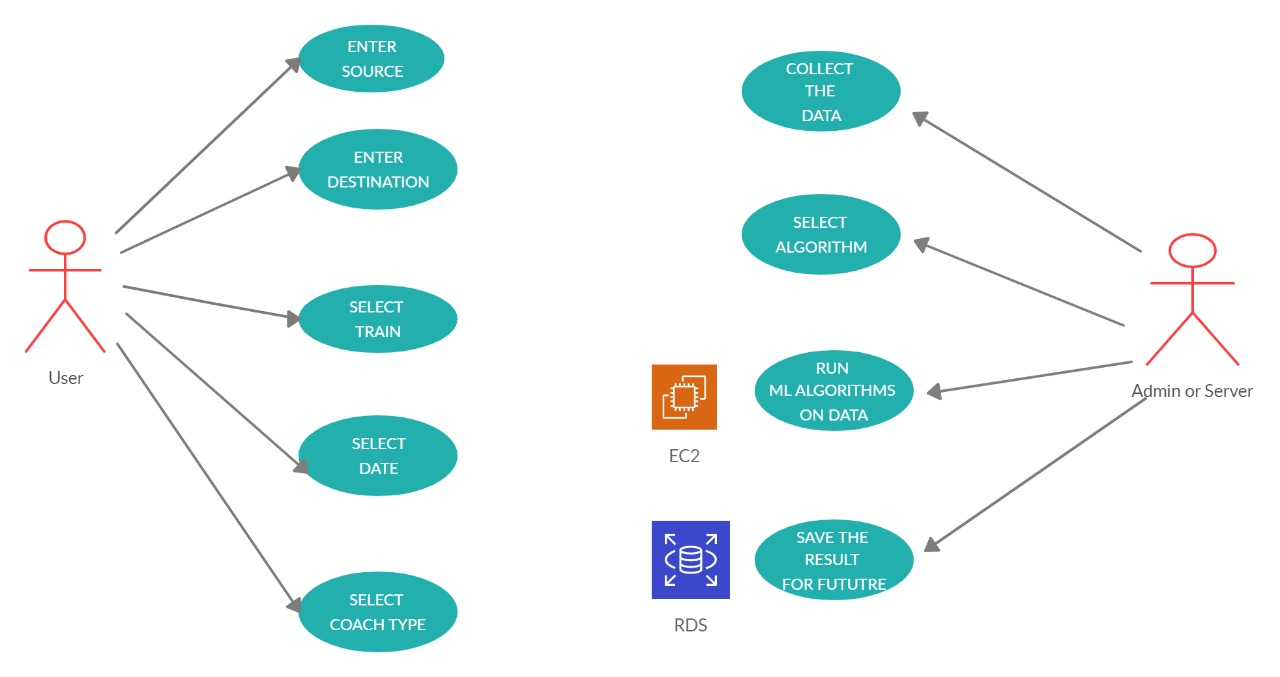 ENTER
SOURCE
ENTER
DESTINATION
SELECT
TRAIN
SELECT
DATE
SELECT
COACH TYPE
User
COLLECT
THE
DATA
SELECT
ALGORITHM
RUN
ML ALGORITHMS
ON DATA
SAVE THE
RESULT
FOR FUTUTRE
EC2
RDS
Admin or Server